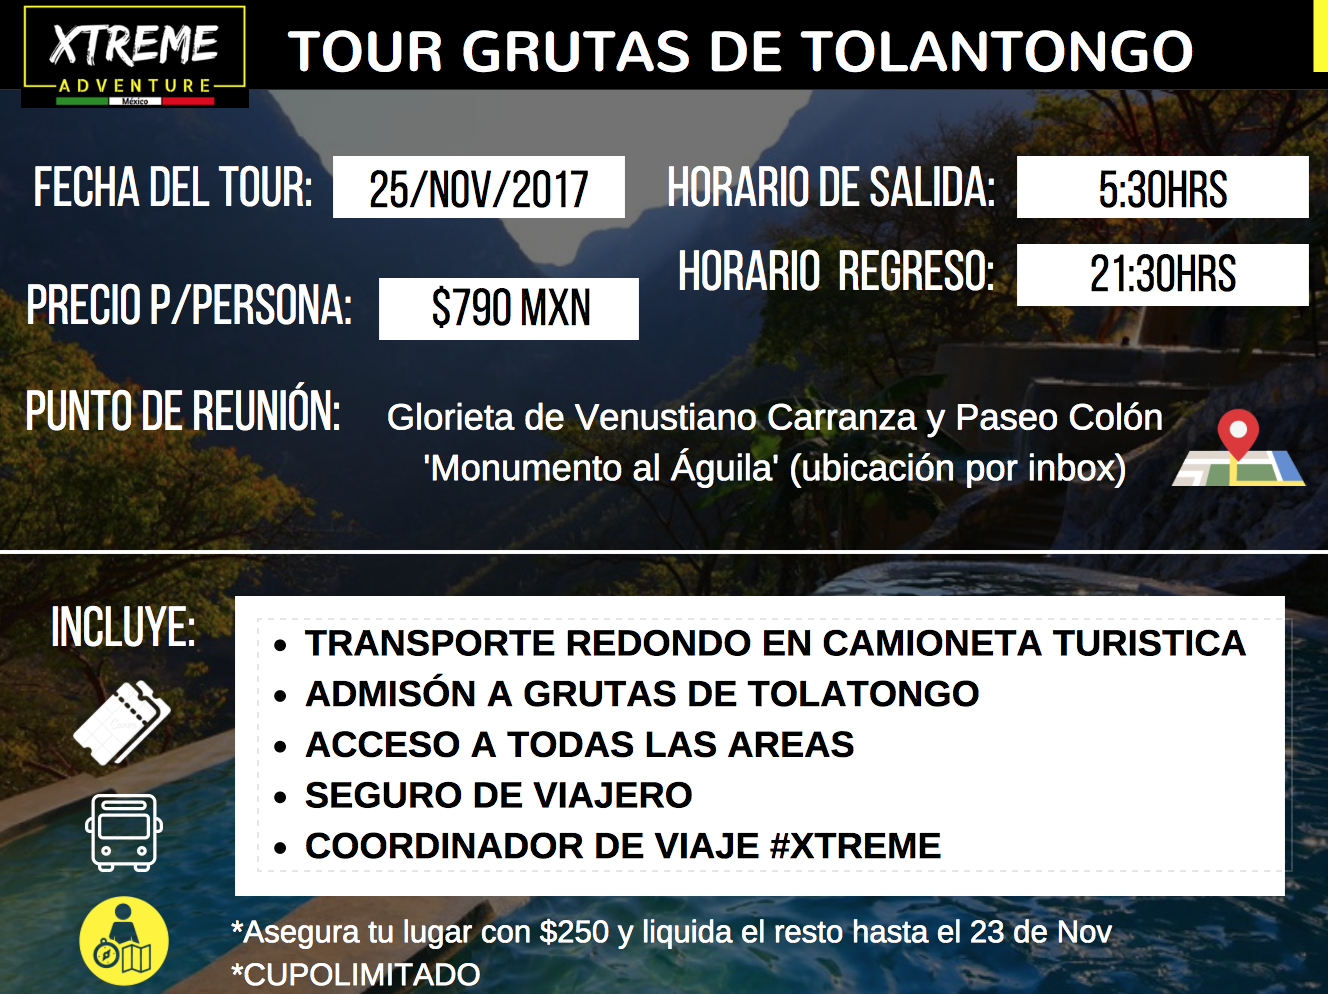 XTREME
ADVENTURE
México
TOUR GRUTAS DE TOLANTONGO
FECHA DEL TOUR: 25/NOV/2017
HORARIO DE SALIDA: 5:30HRS
HORARIO REGRESO: 21:30HRS
PRECIO P/PERSONA: $790 MXN
PUNTO DE REUNIÓN: Glorieta de Venustiano Carranza y Paseo Colón
'Monumento al Águila' (ubicación por inbox)
INCLUYE:
• TRANSPORTE REDONDO EN CAMIONETA TURISTICA
• ADMISÓN A GRUTAS DE TOLATONGO
• ACCESO A TODAS LAS AREAS
• SEGURO DE VIAJERO
• COORDINADOR DE VIAJE #XTREME
*Asegura tu lugar con $250 y liquida el resto hasta el 23 de Nov
*CUPOLIMITADO